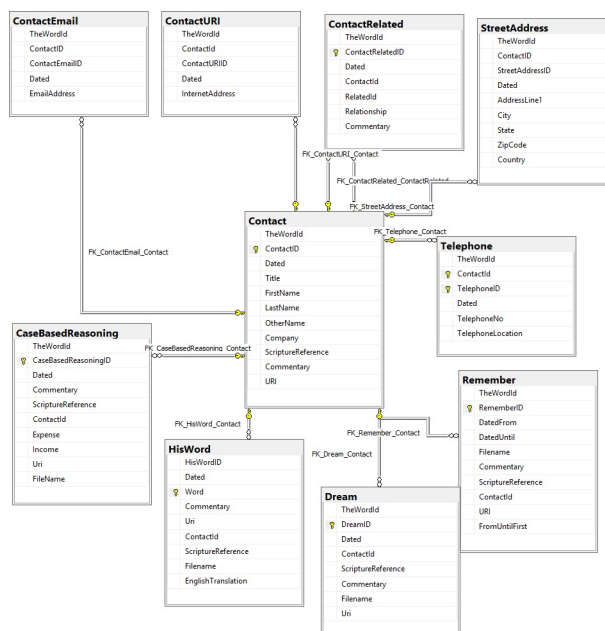 ContactEmail
TheWordId
ContactID
ContactEmailID
Dated
EmailAddress
ContactURI
TheWordId
ContactId
ContactURIID
Dated
InternetAddress
ContactRelated
TheWordId
ContactRelatedID
Dated
ContactId
RelatedId
Relationship
Commentary
StreetAddress
TheWordId
ContactID
StreetAddressID
Dated
AddressLine1
City
State
ZipCode
Country
FK_ContactURI_Contact
FK_ContactRelated_ContactRelated
FK_StreetAddress_Contact
FK_Telephone_Contact
FK_ContactEmail_Contact
Contact
TheWordId
ContactID
Dated
Title
FirstName
LastName
OtherName
Company
ScriptureReference
Commentary
URI
Telephone
TheWordId
ContactId
TelephoneID
Dated
TelephoneNo
TelephoneLocation
CaseBasedReasoning
TheWordId
CaseBasedReasoningID
Dated
Commentary
ScriptureReference
ContactId
Expense
Income
Uri
FileName
FK_CaseBasedReasoning_Contact
FK_HisWord_Contact
FK_Remember_Contact
FK_Dream_Contact
HisWord
HisWordID
Dated
Word
Commentary
Uri
ContactId
ScriptureReference
Filename
EnglishTranslation
Dream
TheWordId
DreamID
Dated
ContactId
ScriptureReference
Commentary
Filename
Uri
Remember
TheWordId
RememberID
DatedFrom
DatedUntil
Filename
Commentary
ScriptureReference
ContactId
URI
FromUntilFirst